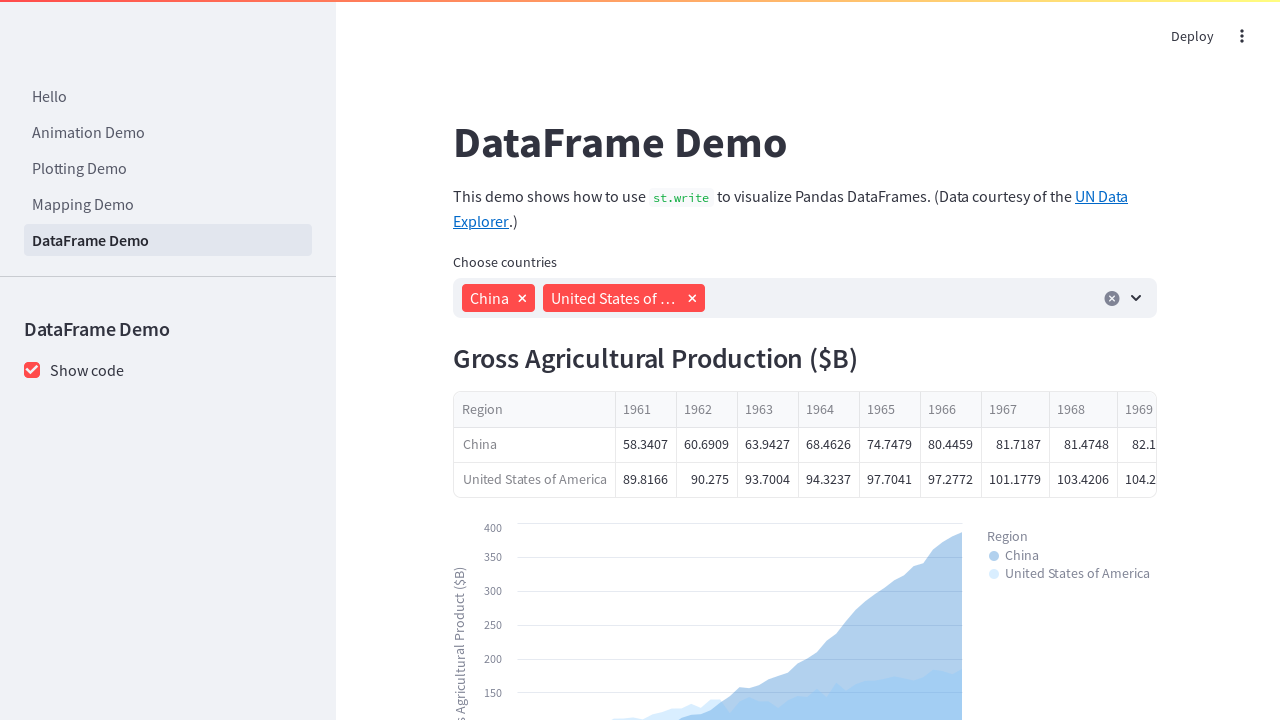 Deploy
Hello
Animation Demo
Plotting Demo
Mapping Demo
DataFrame Demo
DataFrame Demo
Show code
DataFrame Demo
This demo shows how to use st.write to visualize Pandas DataFrames. (Data courtesy of the UN Data
Explorer.)
Choose countries
China United States of ...
Gross Agricultural Production ($B)
Region 1961 1962 1963 1964 1965 1966 1967 1968 1969
China 58.3407 60.6909 63.9427 68.4626 74.7479 80.4459 81.7187 81.4748 82.1
United States of America 89.8166 90.275 93.7004 94.3237 97.7041 97.2772 101.1779 103.4206 104.2
400
350
300
250
200
150
s Agricultural Product ($B)
Region
China
United States of America